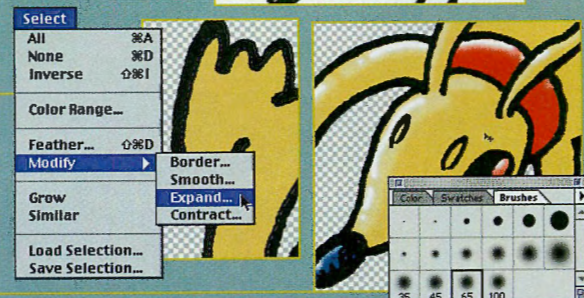 Select
All ⌘A
None ⌘D
Inverse ⇧⌘I
Color Range...
Feather... ⇧⌘D
Modify
Border...
Smooth...
Expand...
Contract...
Grow
Similar
Load Selection...
Save Selection...
Color Swatches Brushes
35 45 65 100